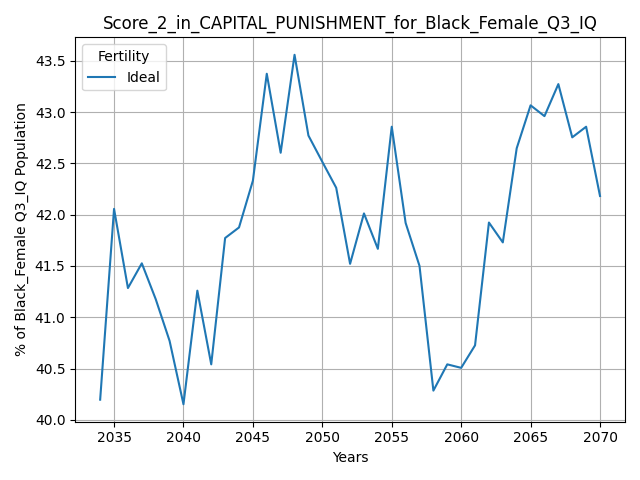 Score_2_in_CAPITAL_PUNISHMENT_for_Black_Female_Q3_IQ
Fertility
Ideal
% of Black_Female Q3_IQ Population
43.5
43.0
42.5
42.0
41.5
41.0
40.5
40.0
2035 2040 2045 2050 2055 2060 2065 2070
Years